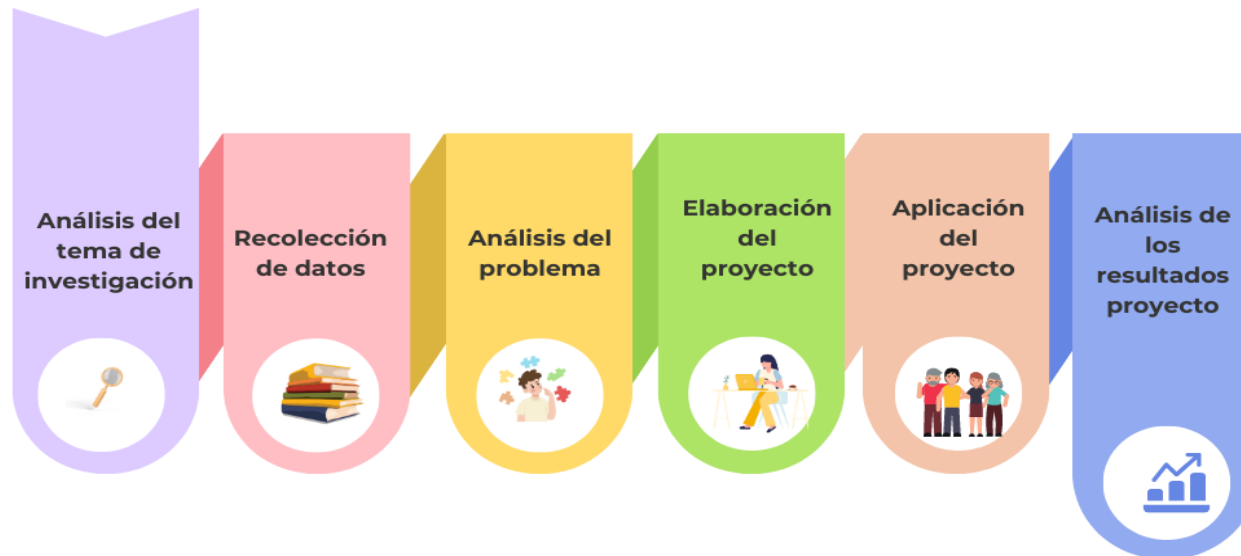 Análisis del
tema de
investigación
Recolección
de datos
Análisis del
problema
Elaboración
del
proyecto
Aplicación
del
proyecto
Análisis de
los
resultados
proyecto